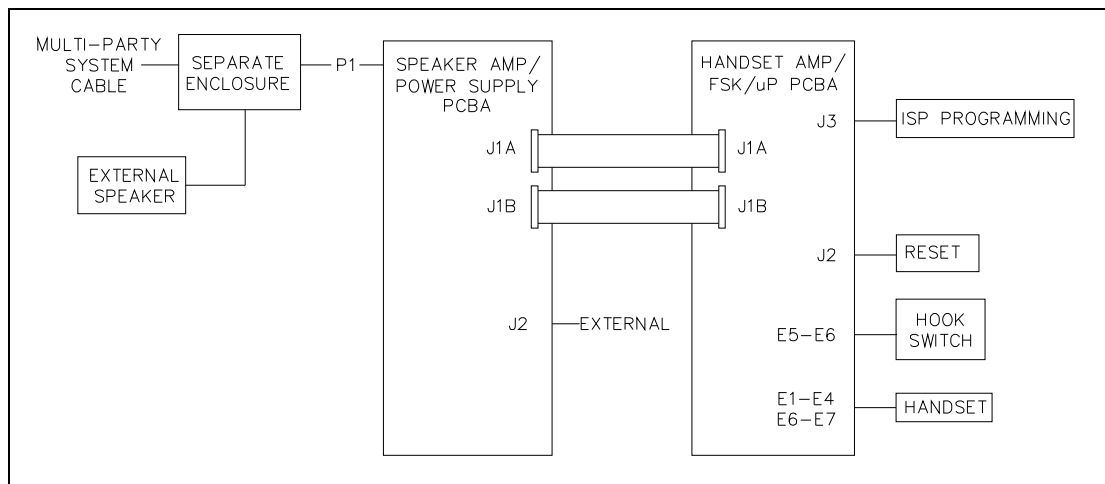 MULTI-PARTY
SYSTEM
CABLE
SEPARATE
ENCLOSURE
P1
EXTERNAL
SPEAKER
SPEAKER AMP/
POWER SUPPLY
PCBA
J1A
J1B
J2
EXTERNAL
HANDSET AMP/
FSK/uP PCBA
J1A
J1B
J3
ISP PROGRAMMING
J2
RESET
E5-E6
HOOK
SWITCH
E1-E4
E6-E7
HANDSET